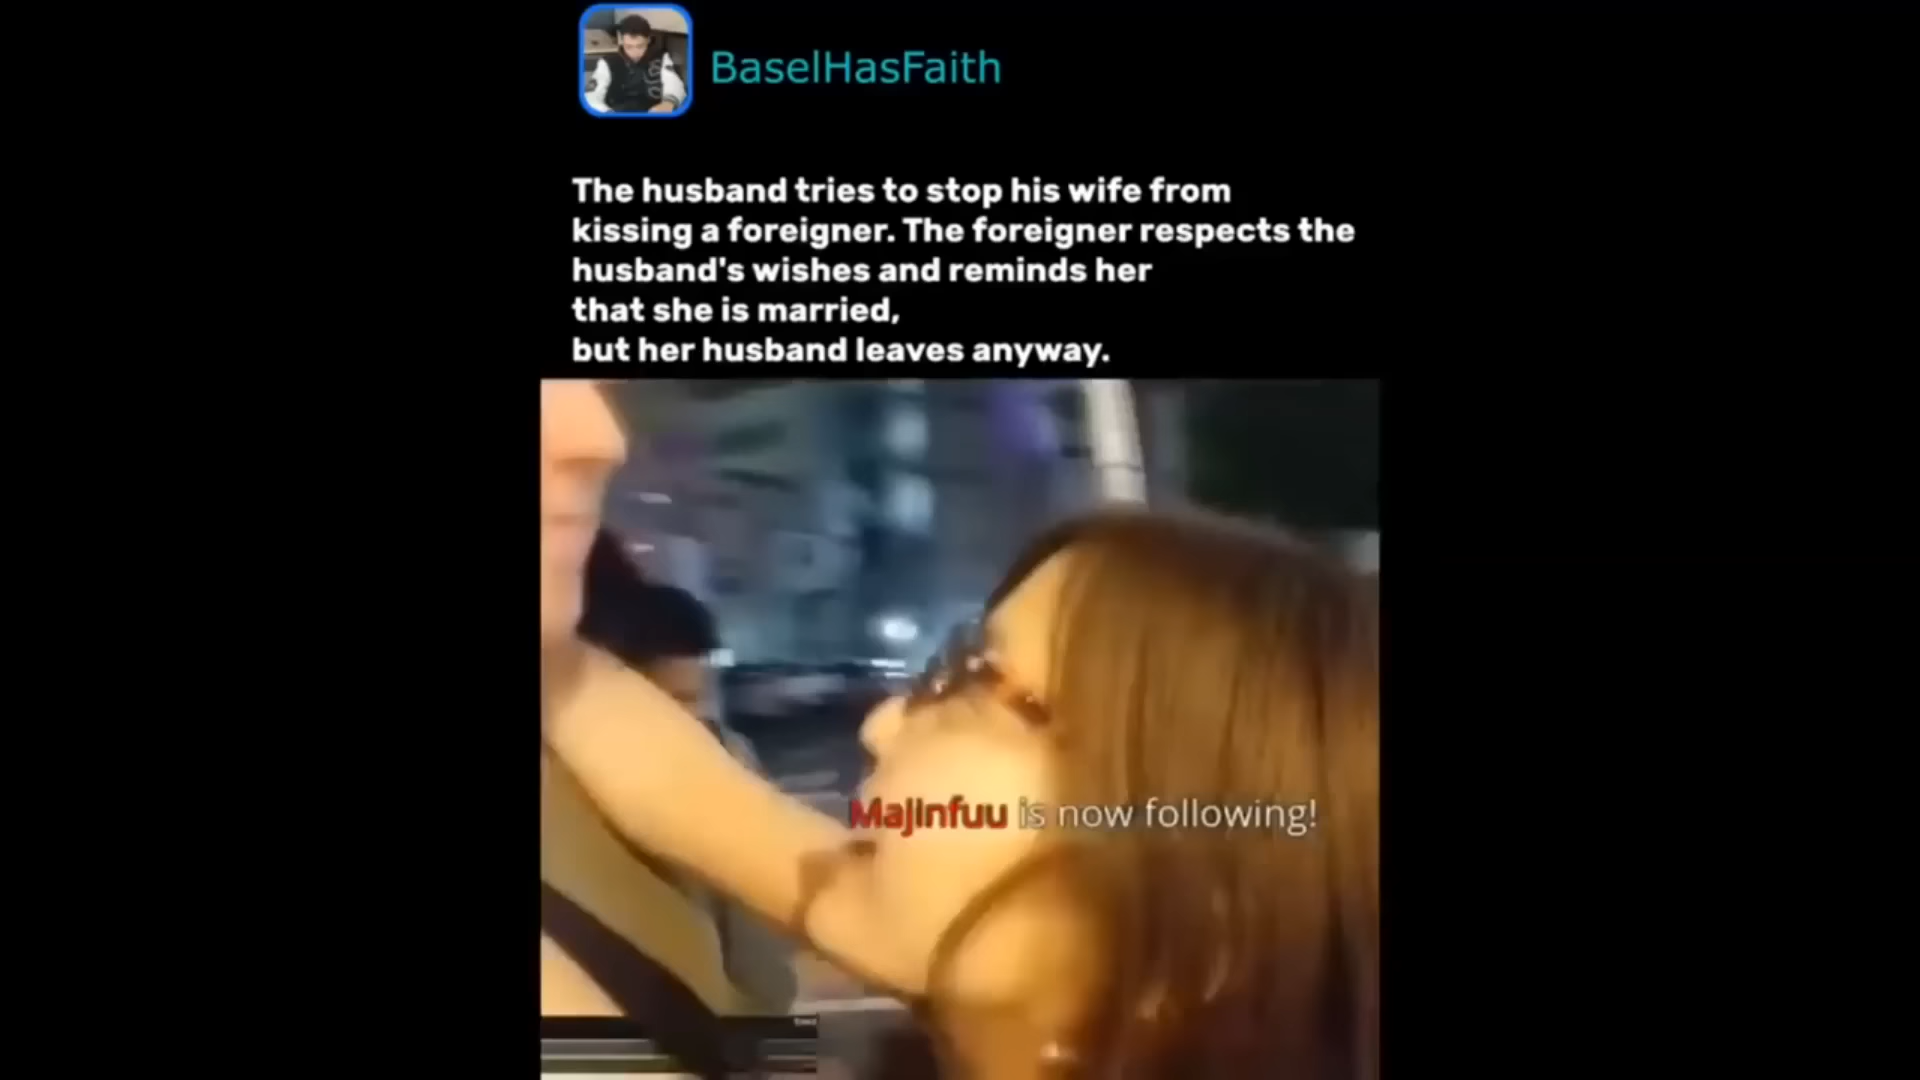 BaselHasFaith
The husband tries to stop his wife from
kissing a foreigner. The foreigner respects the
husband's wishes and reminds her
that she is married,
but her husband leaves anyway.
Majinfuu is now following!